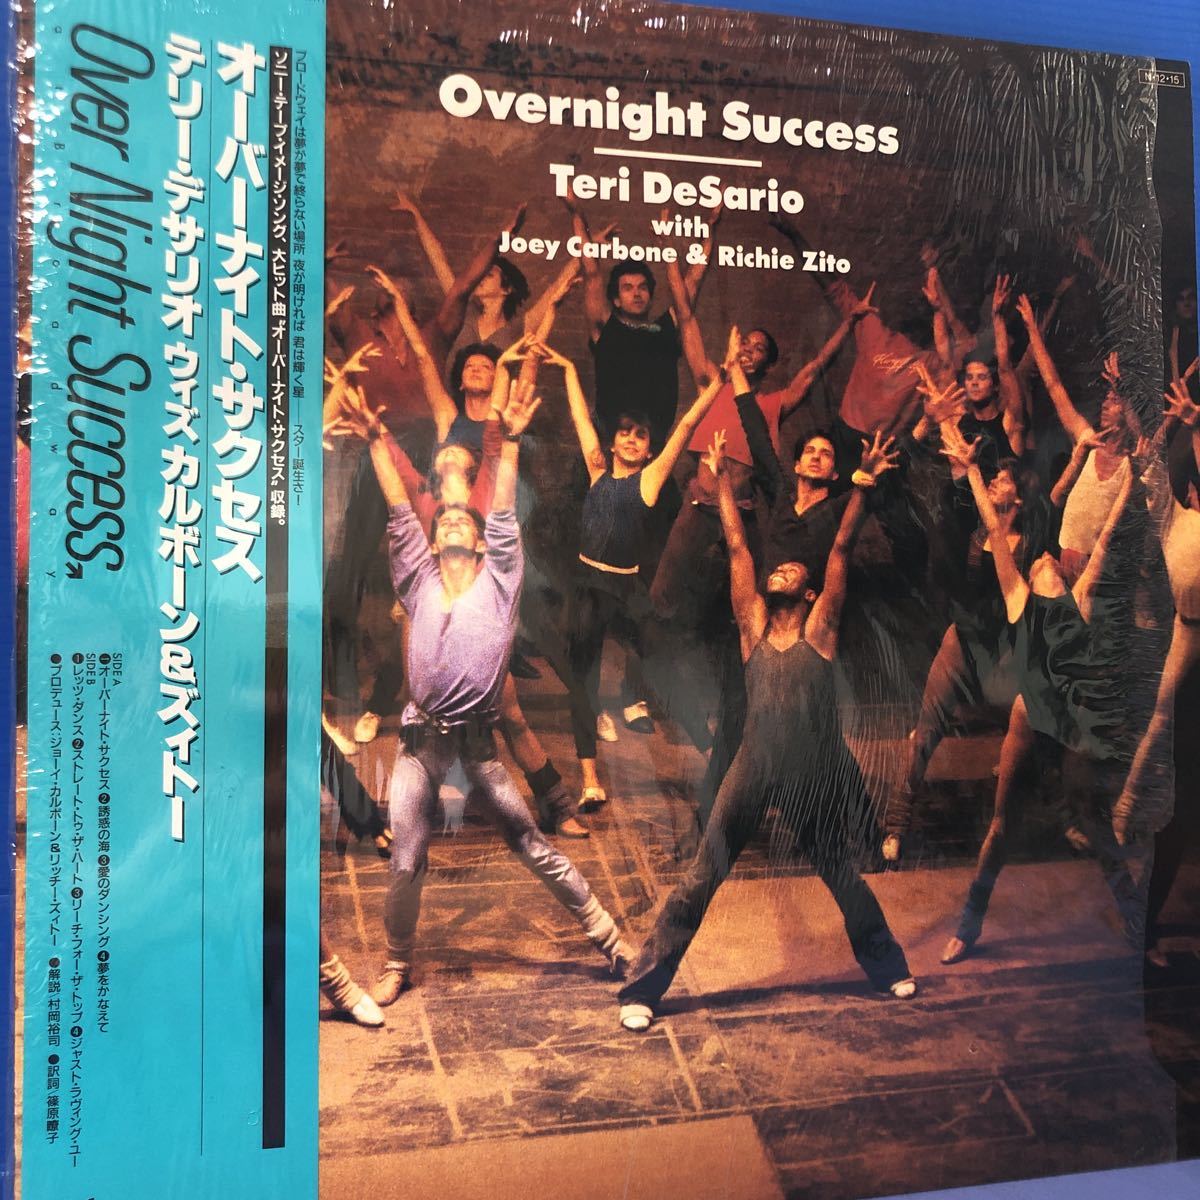 N・12・15
Overnight Success
Teri DeSario
with
Joey Carbone & Richie Zito
ブロードウェイは夢が夢で終らない場所 夜が明ければ 君は輝く星——スター誕生さ!
ソニー・テープ・イメージ・ソング、大ヒット曲"オーバーナイト・サクセス"収録。
オーバーナイト・サクセス
テリー・デサリオ ウィズ カルボーン&ズィトー
Over Night Success
at Broadway
SIDE A
❶オーバーナイト・サクセス ❷誘惑の海 ❸愛のダンシング ❹夢をかなえて
SIDE B
❶レッツ・ダンス ❷ストレート・トゥ・ザ・ハート ❸リーチ・フォー・ザ・トップ ❹ジャスト・ラヴィング・ユー
●プロデュース:ジョーイ・カルボーン&リッチー・ズィトー ●解説/村岡裕司 ●訳詞/篠原瞭子